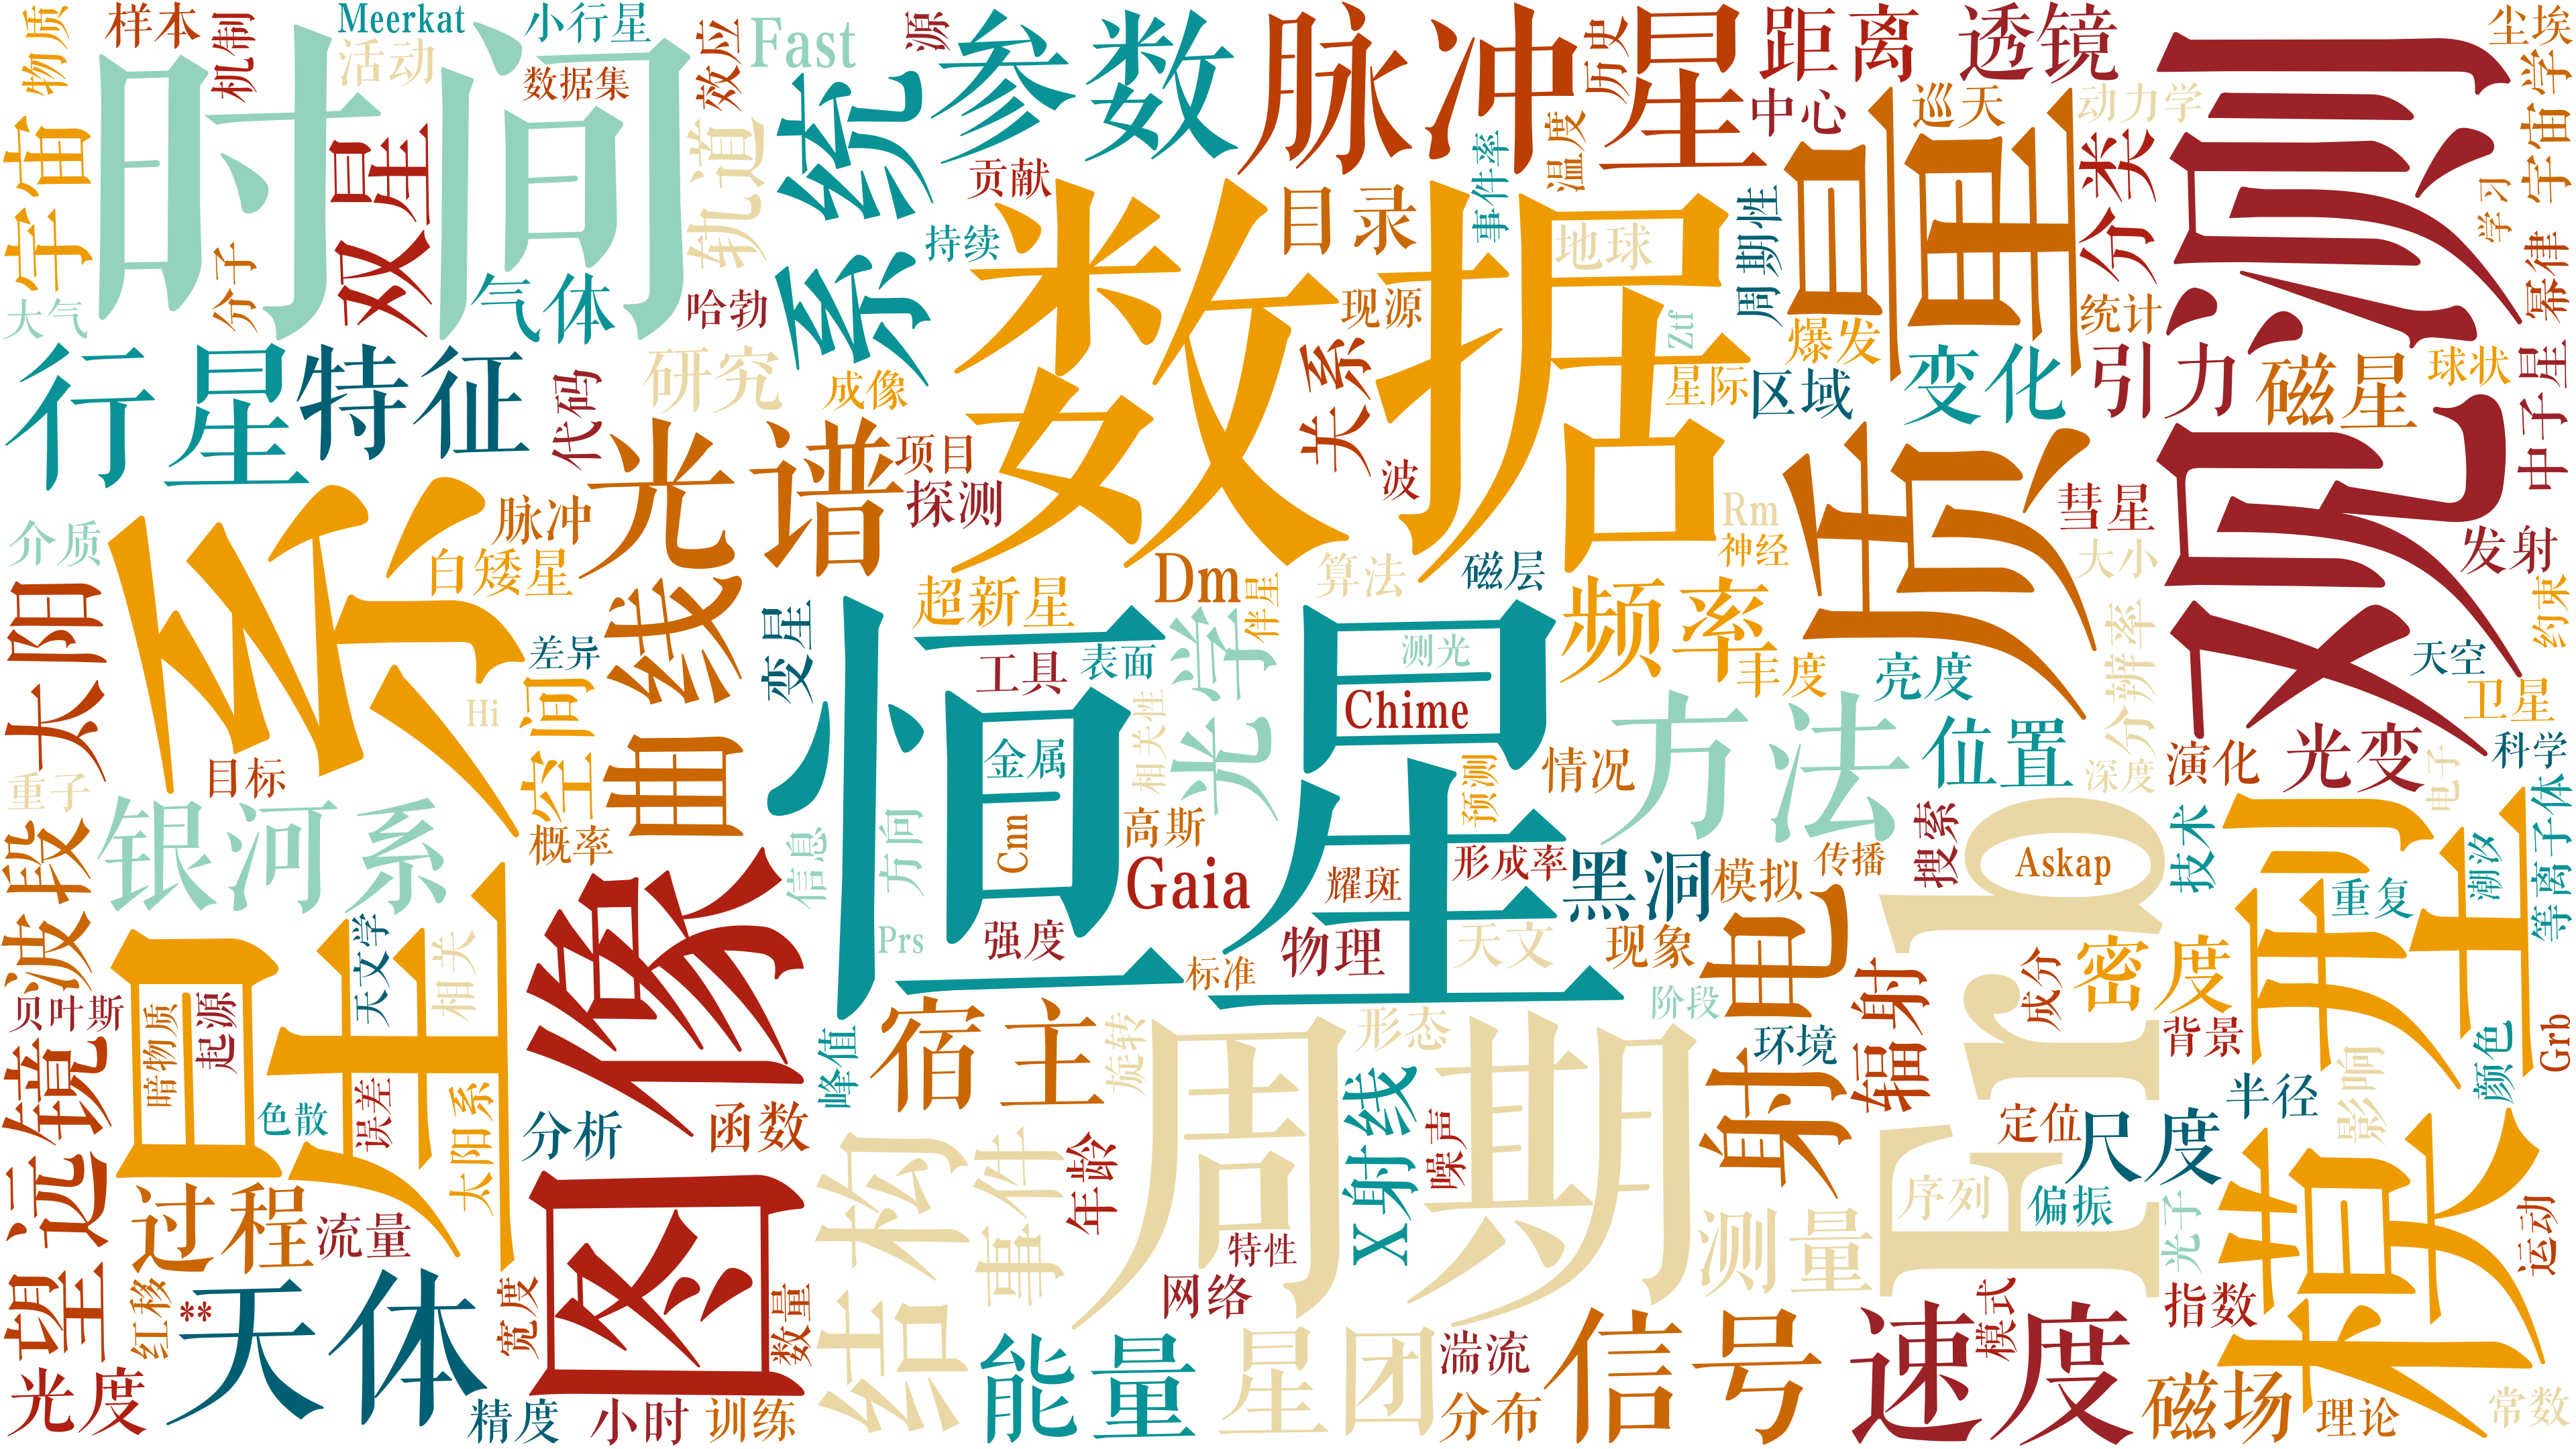 物质
样本
机制
Meerkat
活动
小行星
数据集
效应
Fast
源
参数
脉冲星
历史
距离
透镜
尘埃
宇宙学
时间
系统
中心
巡天
动力学
观测
宇宙
双星
轨道
贡献
事件率
温度
质量
分类
学习
分子
大气
气体
哈勃
持续
数据
目录
地球
周期性
现源
Ztf
爆发
统计
幂律
行星
特征
代码
研究
成像
关系
星际
区域
变化
引力
磁星
球状
中子星
光谱
项目
探测
波
Rm
神经
彗星
大小
发射
介质
星系
脉冲
白矮星
超新星
Dm
伴星
算法
磁层
频率
约束
太阳
曲线
差异
变星
光学
恒星
工具
表面
测光
丰度
亮度
分辨率
天空
卫星
Hi
空间
金属
相关性
Chime
方法
位置
深度
演化
光变
科学
目标
重子
银河系
概率
信息
方向
Cnn
高斯
预测
情况
搜索
电子
波段
Gaia
耀斑
形成率
黑洞
模拟
传播
Frb
Askap
技术
重复
潮汐
等离子体
模型
天文学
相关
图像
Prs
强度
标准
物理
天文
现象
射电
辐射
成分
密度
贝叶斯
暗物质
起源
峰值
宿主
旋转
周期
形态
阶段
环境
背景
颜色
Grb
望远镜
色散
误差
太阳系
分析
函数
结构
事件
年龄
X射线
噪声
定位
尺度
半径
影响
过程
流量
特性
测量
序列
偏振
光子
运动
红移
**
天体
宽度
数量
网络
能量
星团
湍流
信号
速度
模式
指数
光度
精度
小时
训练
分布
磁场
理论
常数